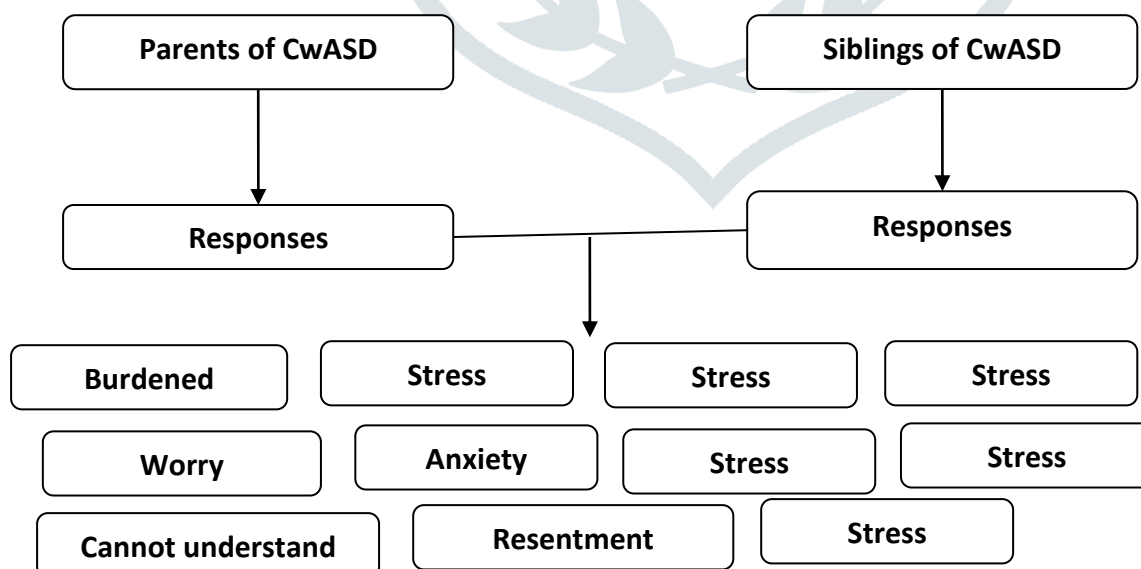 Parents of CwASD
Siblings of CwASD
Responses
Responses
Burdened
Stress
Stress
Stress
Worry
Anxiety
Stress
Stress
Cannot understand
Resentment
Stress